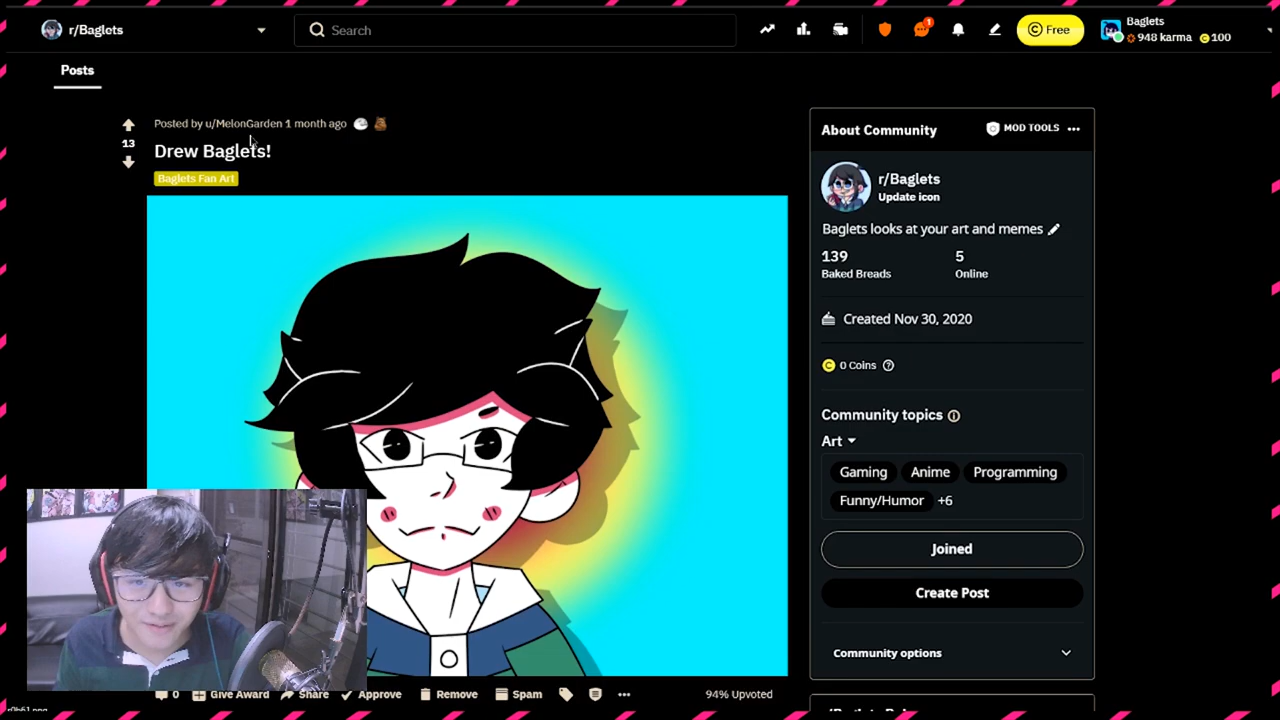 r/Baglets
Search
1
Free
Baglets
948 karma
100
Posts
Posted by u/MelonGarden 1 month ago
13
Drew Baglets!
Baglets Fan Art
About Community
MOD TOOLS
r/Baglets
Update icon
Baglets looks at your art and memes
139
5
Baked Breads
Online
Created Nov 30, 2020
0 Coins
Community topics
Art
Gaming
Anime
Programming
Funny/Humor
+6
Joined
Create Post
Community options
0
Give Award
Share
Approve
Remove
Spam
94% Upvoted